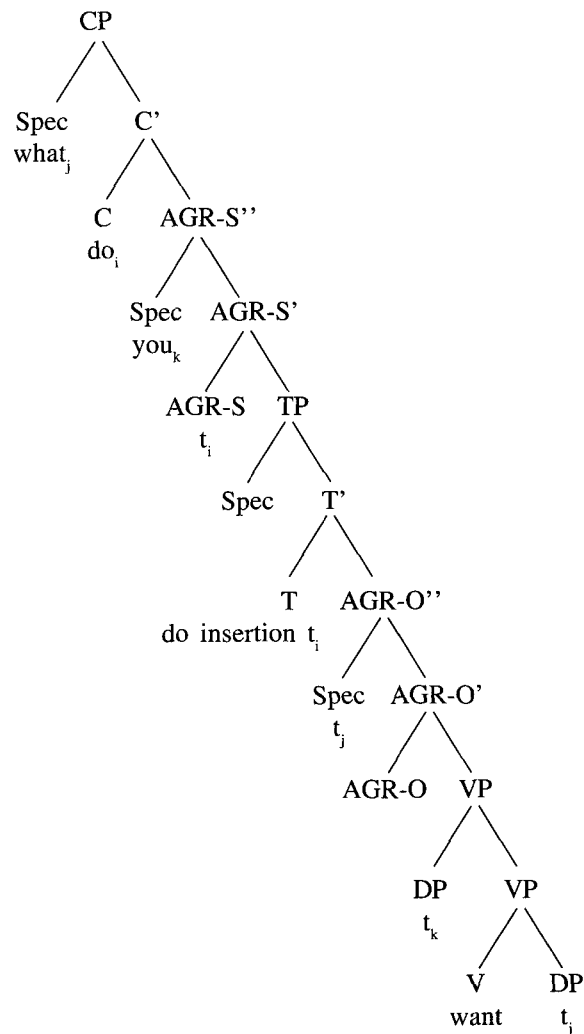 CP
Spec C’
what_j
C AGR-S’’
do_i
Spec AGR-S’
you_k
AGR-S TP
t_i
Spec T’
T AGR-O’’
do insertion t_i
Spec AGR-O’
t_j
AGR-O VP
DP VP
t_k
V DP
want t_j